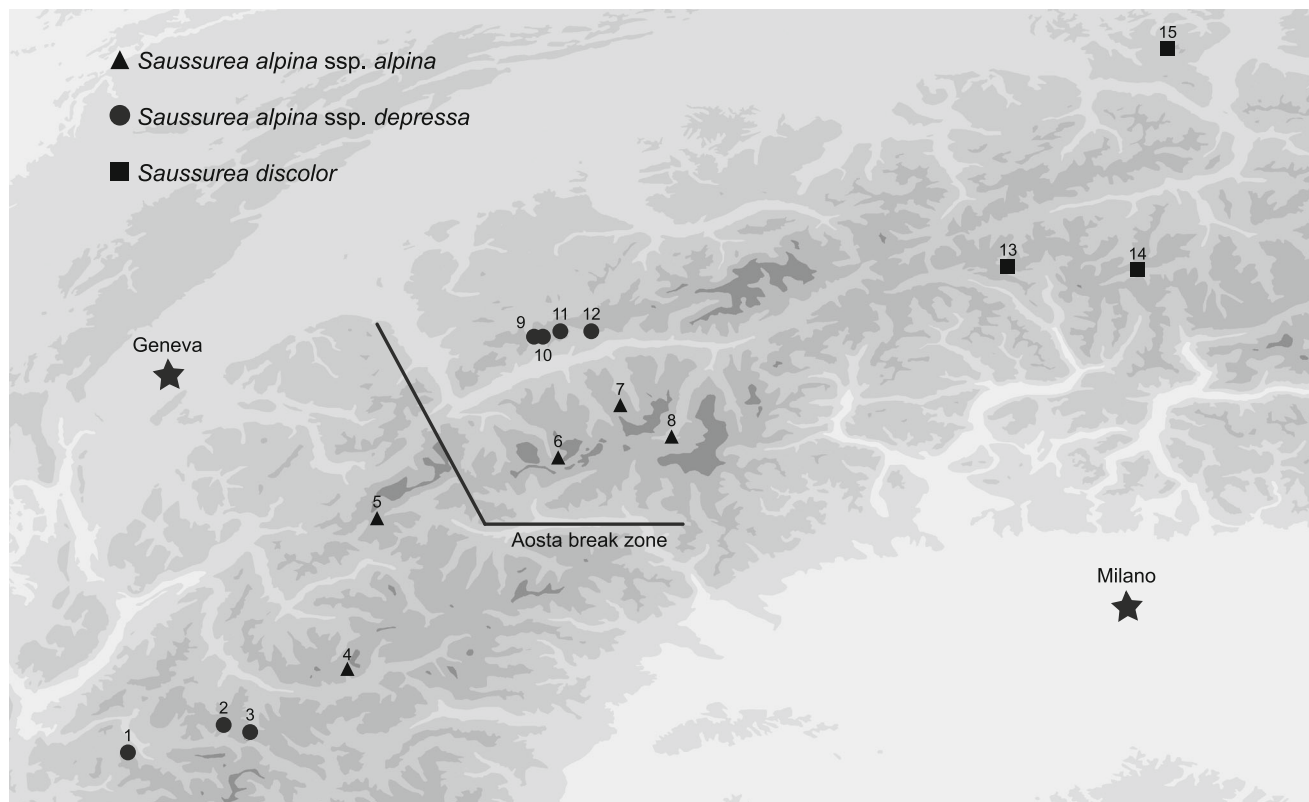 15
Saussurea alpina ssp. alpina
Saussurea alpina ssp. depressa
Saussurea discolor
13
14
9
11
12
10
Geneva
7
8
6
5
Aosta break zone
Milano
4
2
3
1